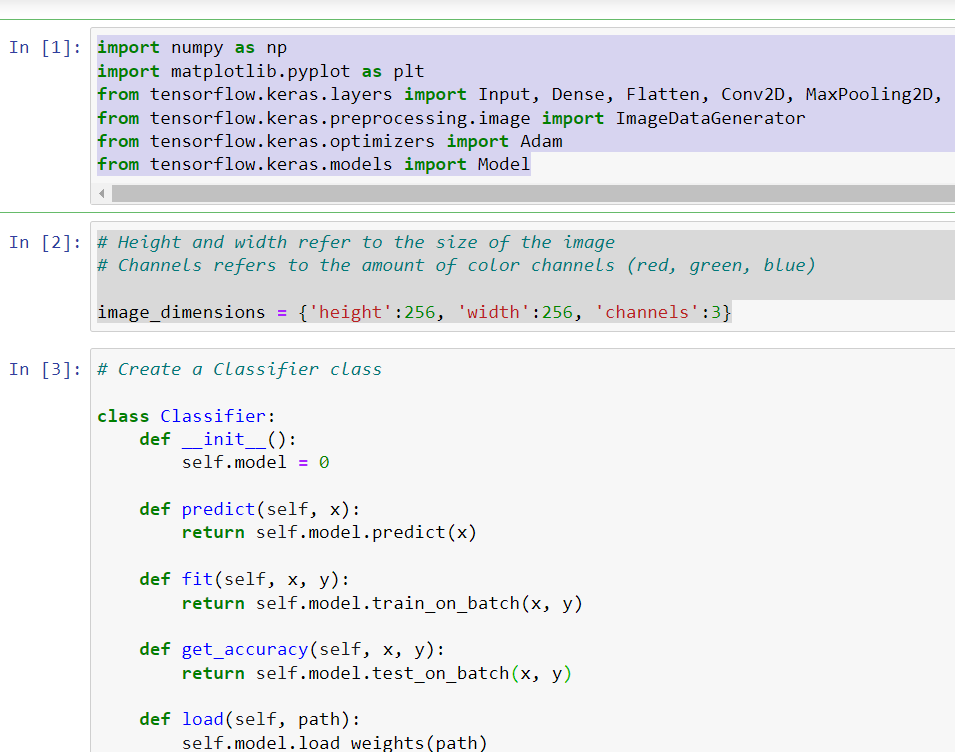 In [1]: import numpy as np
import matplotlib.pyplot as plt
from tensorflow.keras.layers import Input, Dense, Flatten, Conv2D, MaxPooling2D,
from tensorflow.keras.preprocessing.image import ImageDataGenerator
from tensorflow.keras.optimizers import Adam
from tensorflow.keras.models import Model
In [2]: # Height and width refer to the size of the image
# Channels refers to the amount of color channels (red, green, blue)
image_dimensions = {'height':256, 'width':256, 'channels':3}
In [3]: # Create a Classifier class
class Classifier:
    def __init__():
        self.model = 0
    def predict(self, x):
        return self.model.predict(x)
    def fit(self, x, y):
        return self.model.train_on_batch(x, y)
    def get_accuracy(self, x, y):
        return self.model.test_on_batch(x, y)
    def load(self, path):
        self.model.load_weights(path)